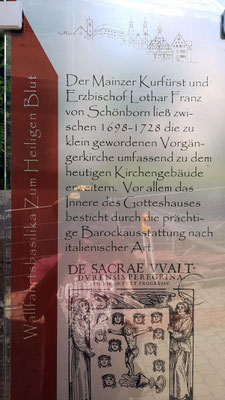 Wallfahrtsbasilika Zum Heiligen Blut
Der Mainzer Kurfürst und
Erzbischof Lothar Franz
von Schönborn ließ zwi-
schen 1698-1728 die zu
klein gewordenen Vorgän-
gerkirche umfassend zu dem
heutigen Kirchengebäude
erweitern. Vor allem das
Innere des Gotteshauses
besticht durch die prächti-
ge Barockausstattung nach
italienischer Art.
DE SACRAE VVALT-
DVRENSIS PEREGRINA
PROGRESSV